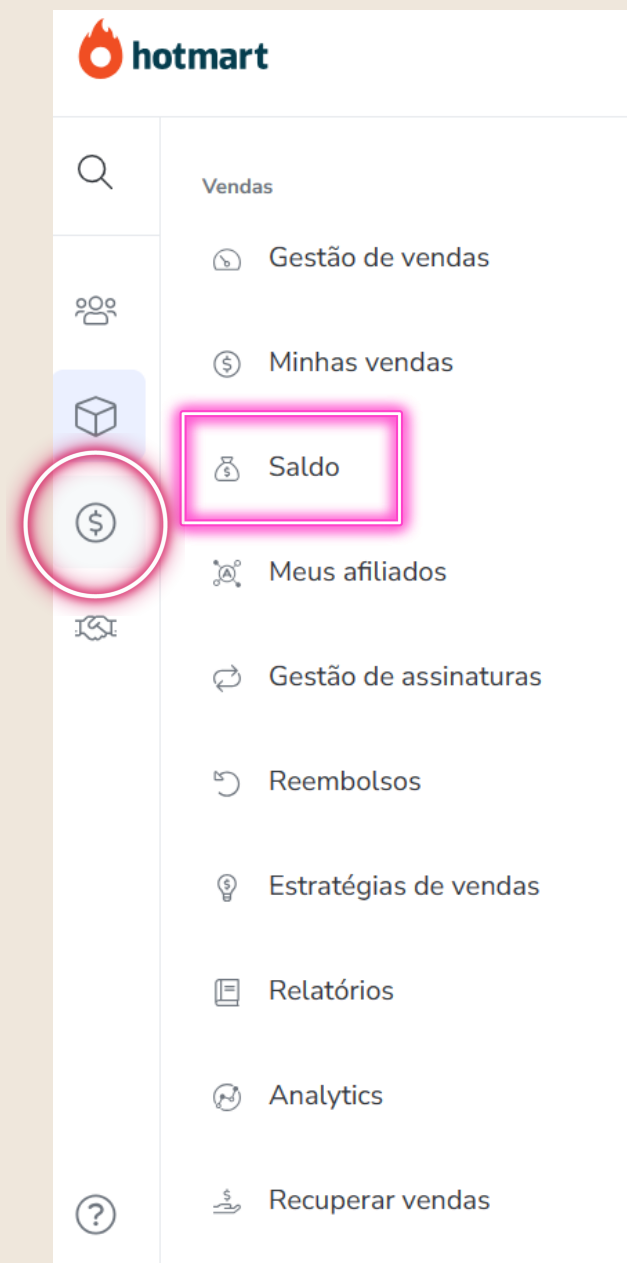 hotmart
Vendas
Gestão de vendas
Minhas vendas
Saldo
Meus afiliados
Gestão de assinaturas
Reembolsos
Estratégias de vendas
Relatórios
Analytics
Recuperar vendas